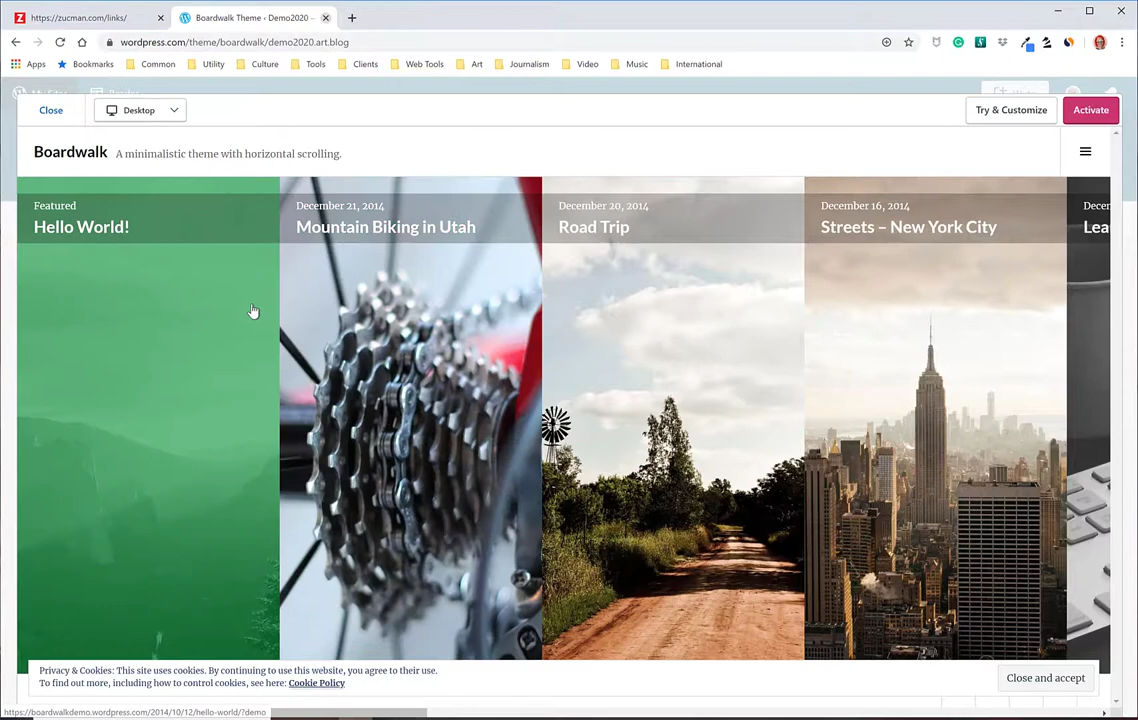 https://zucman.com/links/
Boardwalk Theme ‹ Demo2020 –
wordpress.com/theme/boardwalk/demo2020.art.blog
Apps Bookmarks Common Utility Culture Tools Clients Web Tools Art Journalism Video Music International
Close Desktop Try & Customize Activate
Boardwalk A minimalistic theme with horizontal scrolling.
Featured
Hello World!
December 21, 2014
Mountain Biking in Utah
December 20, 2014
Road Trip
December 16, 2014
Streets – New York City
Decer
Lea
Privacy & Cookies: This site uses cookies. By continuing to use this website, you agree to their use.
To find out more, including how to control cookies, see here: Cookie Policy
Close and accept
https://boardwalkdemo.wordpress.com/2014/10/12/hello-world/?demo